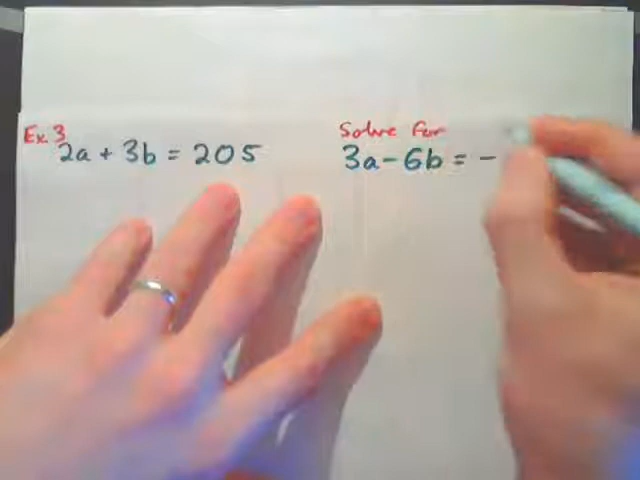 Ex. 3
2a + 3b = 205
Solve for
3a - 6b = -